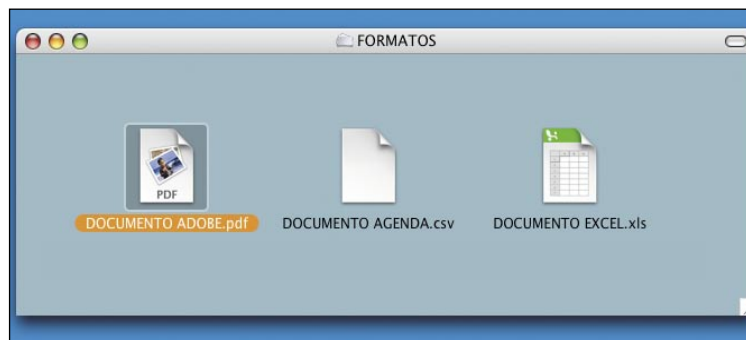 FORMATOS
PDF
DOCUMENTO ADOBE.pdf
DOCUMENTO AGENDA.csv
DOCUMENTO EXCEL.xls